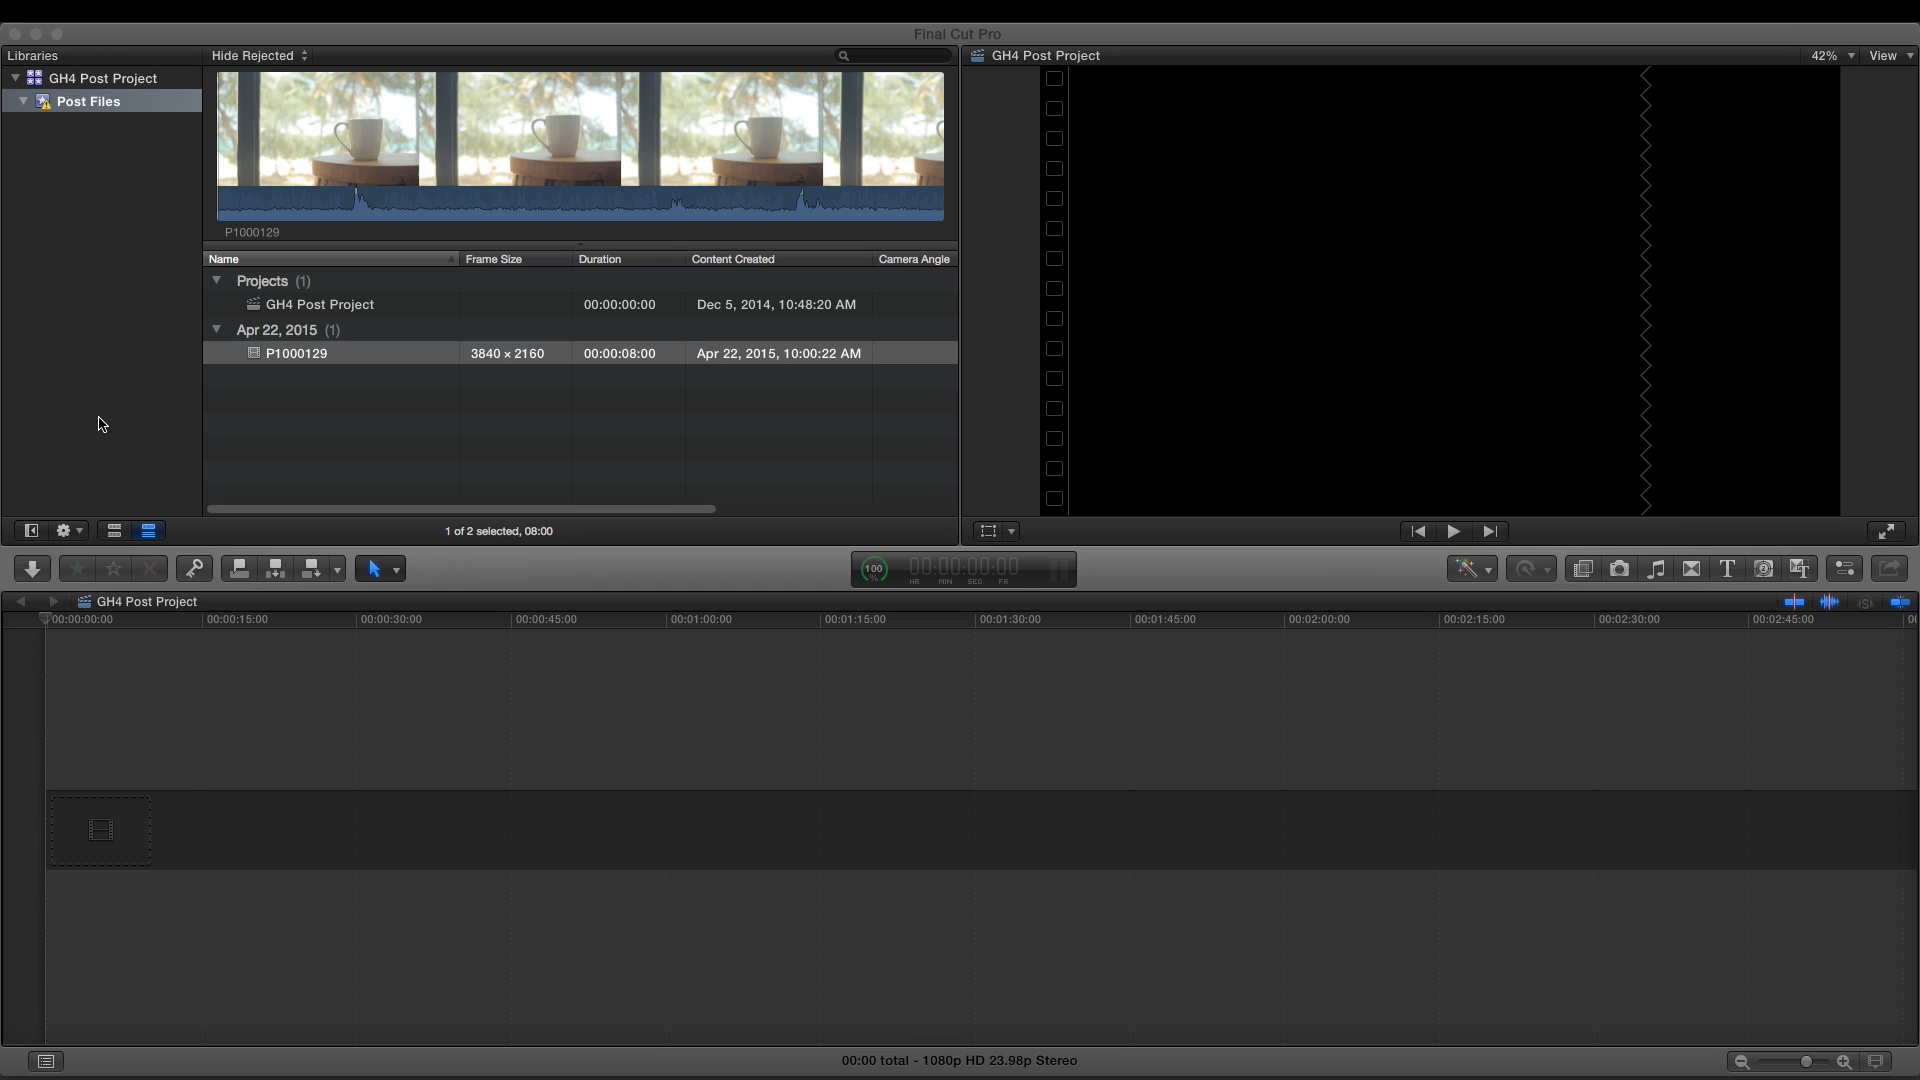 Final Cut Pro
Libraries
Hide Rejected
GH4 Post Project
42%
View
GH4 Post Project
Post Files
P1000129
Name
Frame Size
Duration
Content Created
Camera Angle
Projects (1)
GH4 Post Project
00:00:00:00
Dec 5, 2014, 10:48:20 AM
Apr 22, 2015 (1)
P1000129
3840 × 2160
00:00:08:00
Apr 22, 2015, 10:00:22 AM
1 of 2 selected, 08:00
100
%
00:00:00:00
HR MIN SEC FR
T
GH4 Post Project
00:00:00:00
00:00:15:00
00:00:30:00
00:00:45:00
00:01:00:00
00:01:15:00
00:01:30:00
00:01:45:00
00:02:00:00
00:02:15:00
00:02:30:00
00:02:45:00
00:00 total - 1080p HD 23.98p Stereo